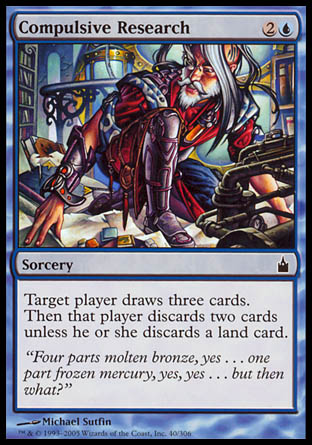 Compulsive Research 2
Sorcery
Target player draws three cards.
Then that player discards two cards
unless he or she discards a land card.
"Four parts molten bronze, yes . . . one
part frozen mercury, yes, yes . . . but then
what?"
Michael Sutfin
™ & © 1993–2005 Wizards of the Coast, Inc. 40/306